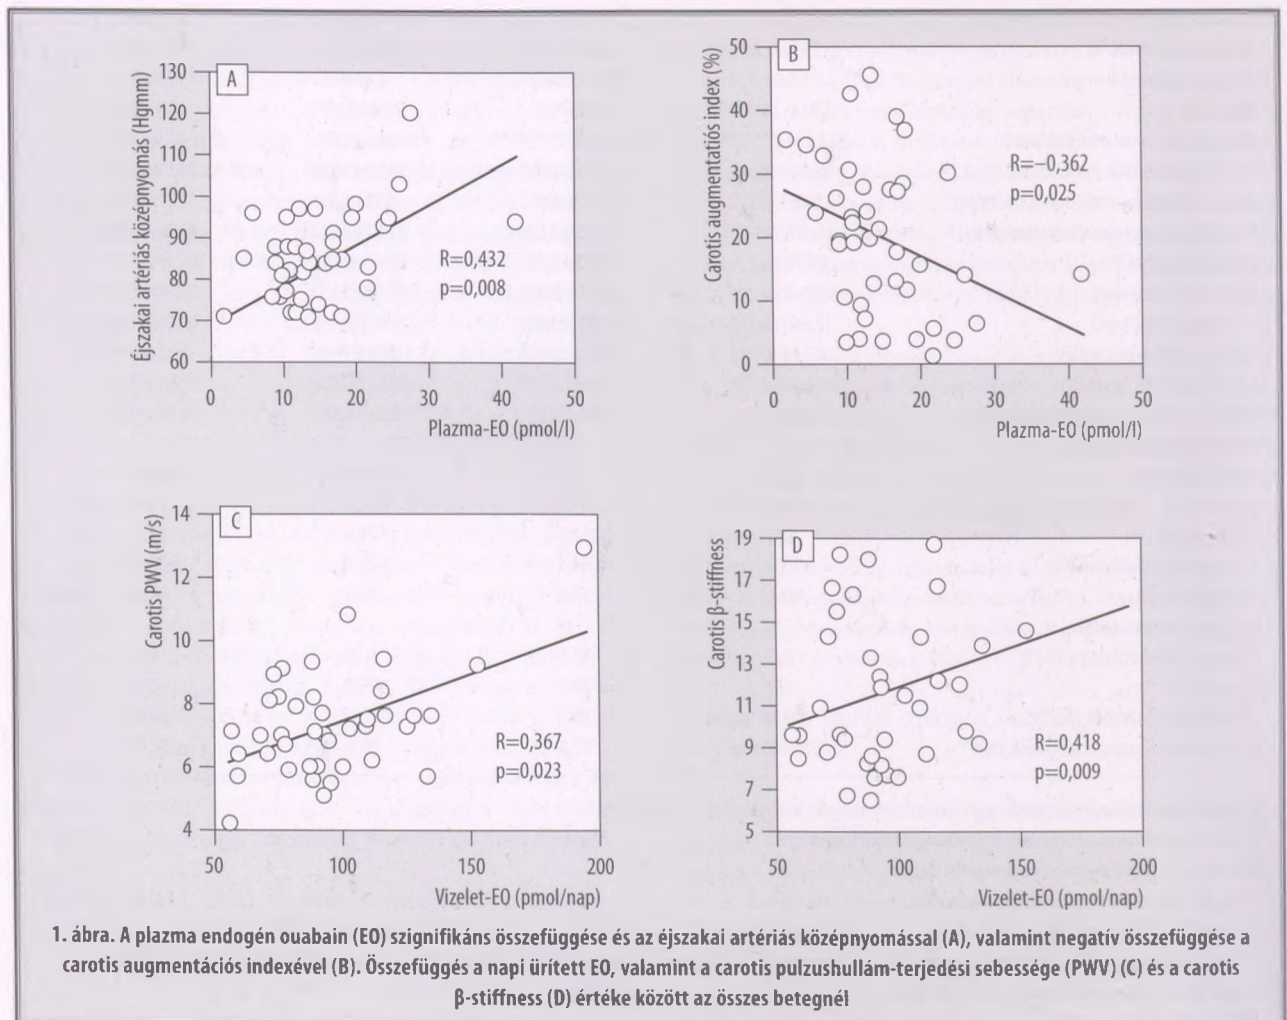 A
Éjszakai artériás középnyomás (Hgmm)
130
120
110
100
90
80
70
60
R=0,432
p=0,008
0 10 20 30 40 50
Plazma-EO (pmol/l)
B
Carotis augmentatiós index (%)
50
40
30
20
10
0
R=–0,362
p=0,025
0 10 20 30 40 50
Plazma-EO (pmol/l)
C
Carotis PWV (m/s)
14
12
10
8
6
4
R=0,367
p=0,023
50 100 150 200
Vizelet-EO (pmol/nap)
D
Carotis β-stiffness
19
17
15
13
11
9
7
5
R=0,418
p=0,009
50 100 150 200
Vizelet-EO (pmol/nap)
1. ábra. A plazma endogén ouabain (EO) szignifikáns összefüggése és az éjszakai artériás középnyomással (A), valamint negatív összefüggése a
carotis augmentációs indexével (B). Összefüggés a napi ürített EO, valamint a carotis pulzushullám-terjedési sebessége (PWV) (C) és a carotis
β-stiffness (D) értéke között az összes betegnél